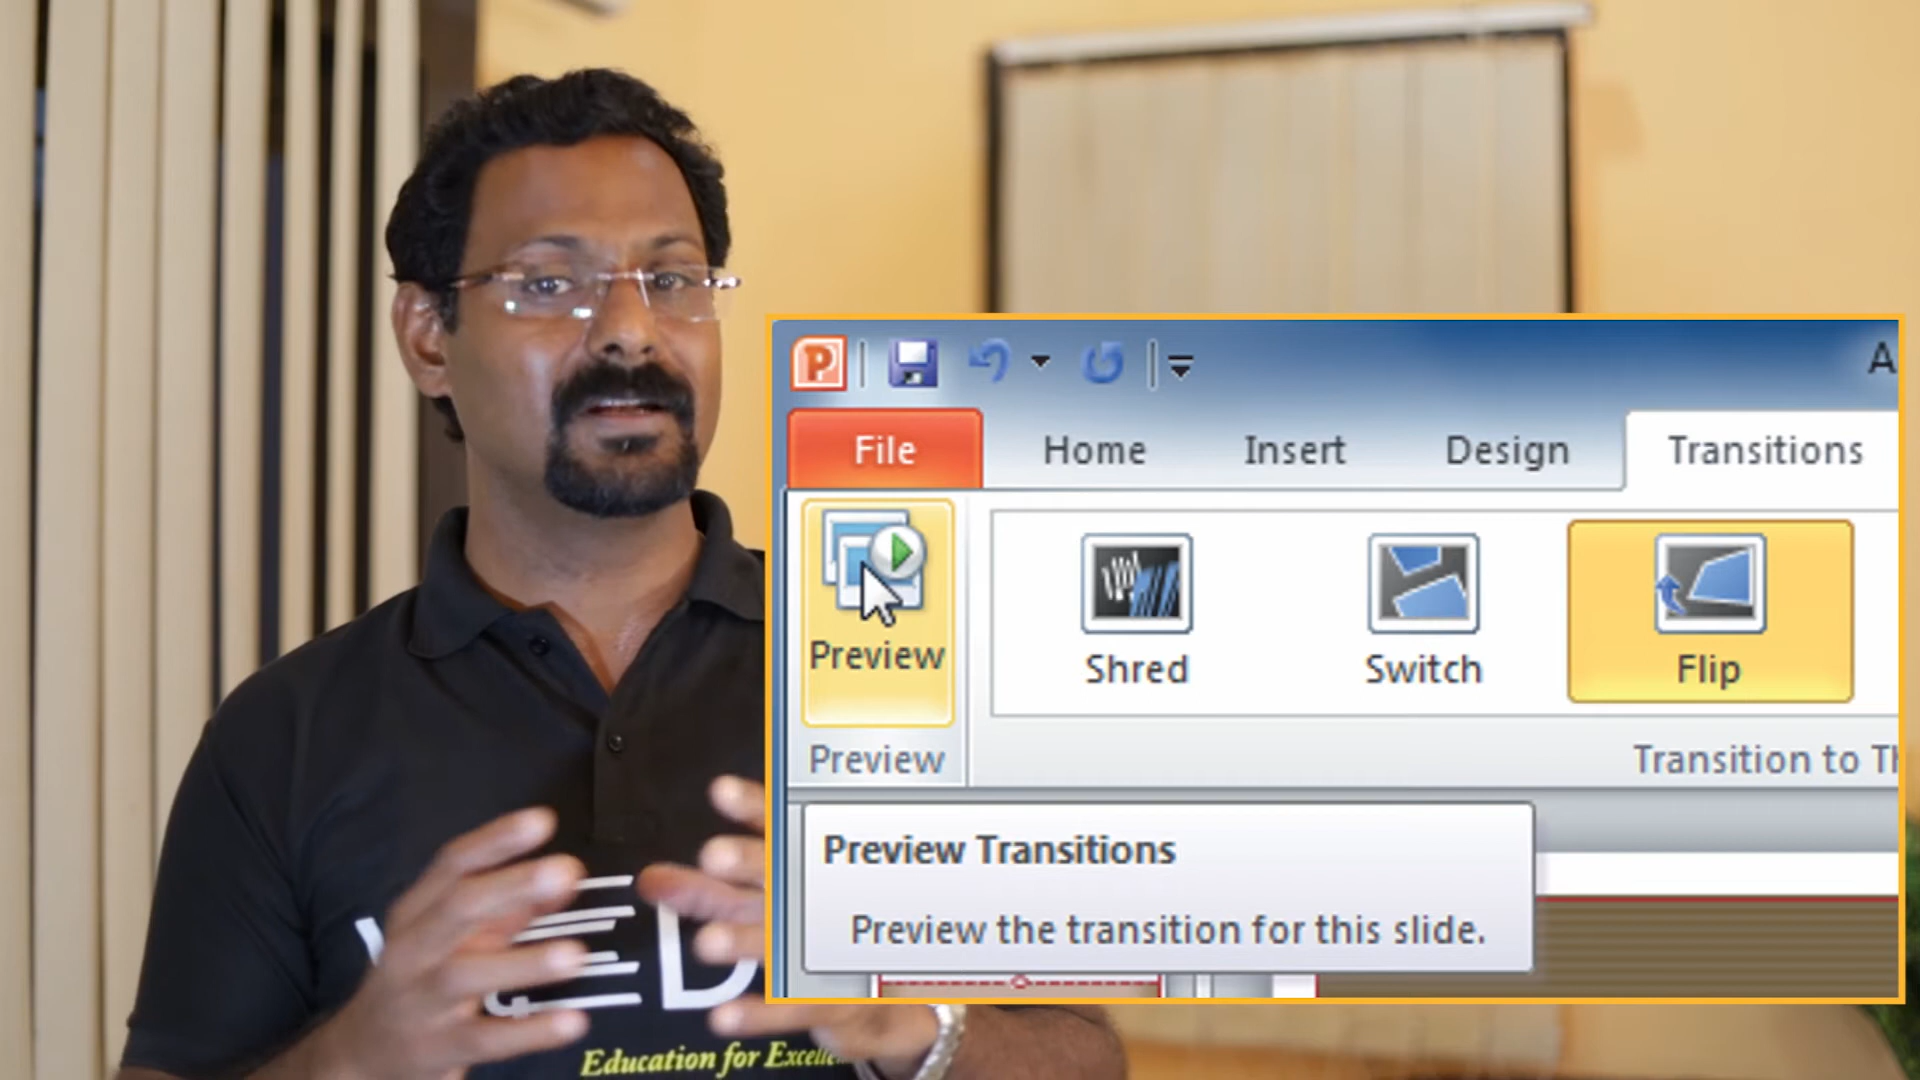 A
File Home Insert Design Transitions
Preview
Shred Switch Flip
Preview
Transition to Th
Preview Transitions
Preview the transition for this slide.
Education for